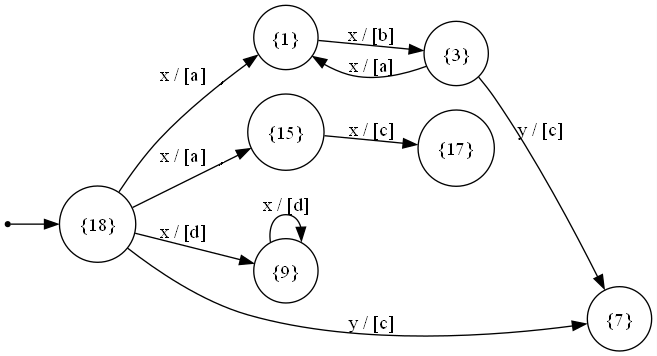 {1}
x / [b]
{3}
x / [a]
x / [a]
{15}
x / [c]
{17}
y / [c]
x / [a]
{18}
x / [d]
x / [d]
{9}
y / [c]
{7}